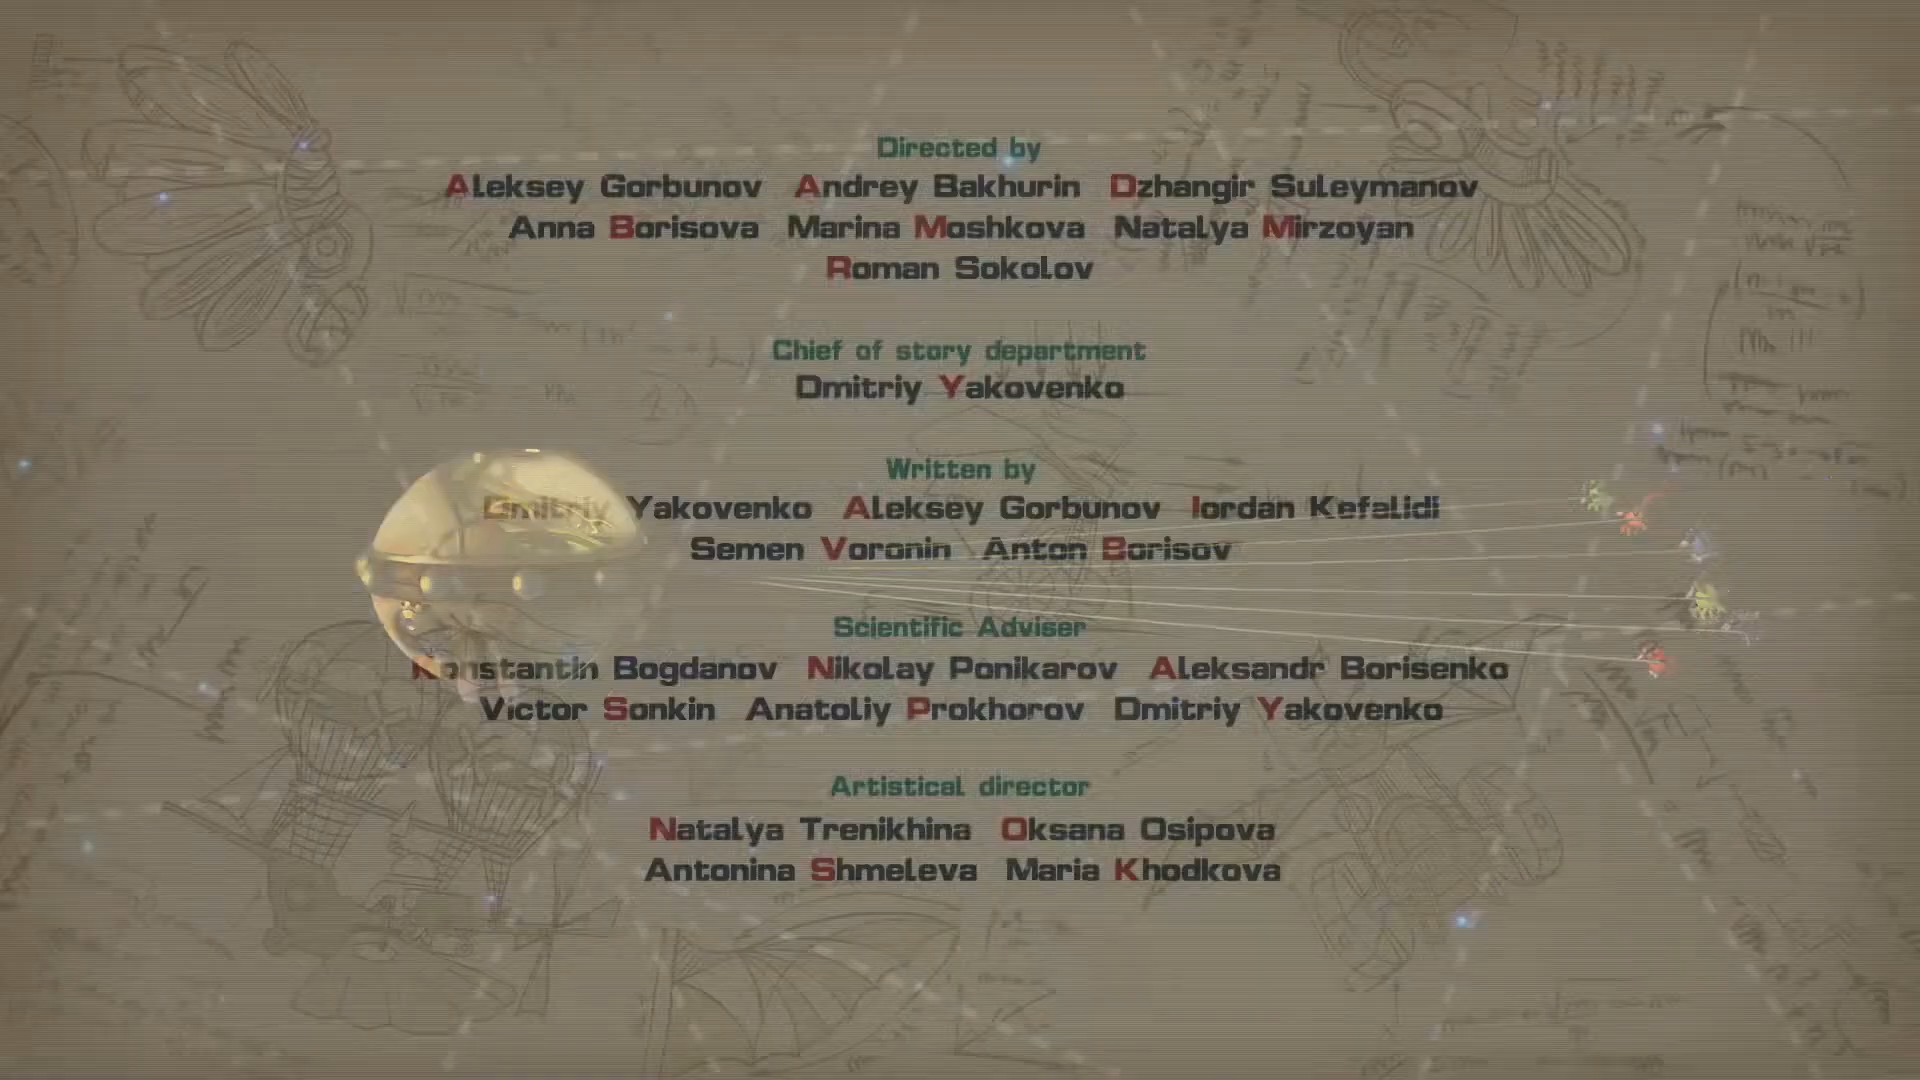 Directed by
Aleksey Gorbunov Andrey Bakhurin Dzhangir Suleymanov
Anna Borisova Marina Moshkova Natalya Mirzoyan
Roman Sokolov
Chief of story department
Dmitriy Yakovenko
Written by
Dmitriy Yakovenko Aleksey Gorbunov Iordan Kefalidi
Semen Voronin Anton Borisov
Scientific Adviser
Konstantin Bogdanov Nikolay Ponikarov Aleksandr Borisenko
Victor Sonkin Anatoliy Prokhorov Dmitriy Yakovenko
Artistical director
Natalya Trenikhina Oksana Osipova
Antonina Shmeleva Maria Khodkova